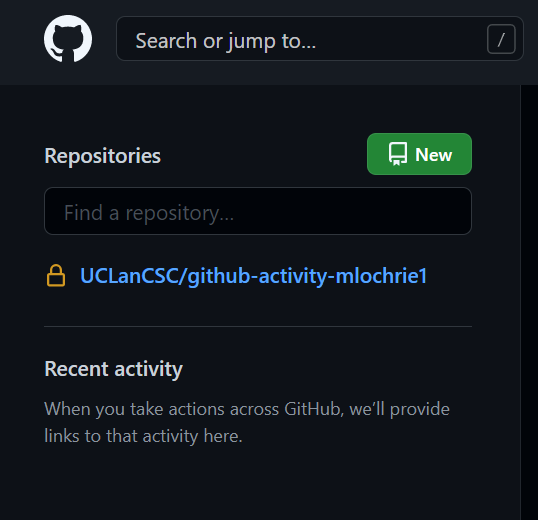 Search or jump to...
/
Repositories
New
Find a repository...
UCLanCSC/github-activity-mlochrie1
Recent activity
When you take actions across GitHub, we’ll provide
links to that activity here.